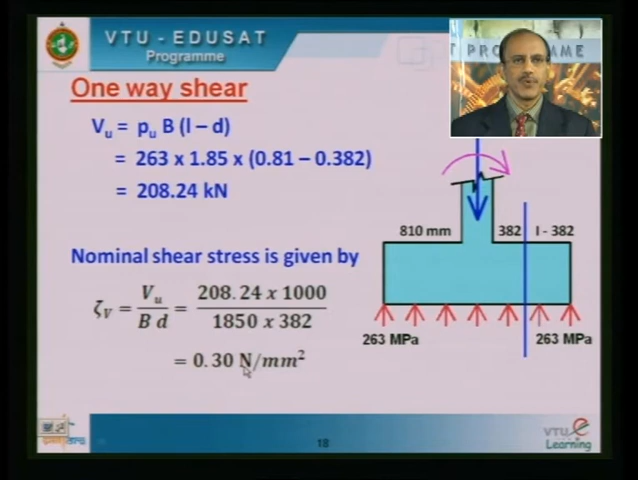 VTU - EDUSAT
Programme
T PROGRAMME
One way shear
Vᵤ = pᵤ B (l – d)
= 263 x 1.85 x (0.81 – 0.382)
= 208.24 kN
Nominal shear stress is given by
ζ_V = Vᵤ / B d = 208.24 x 1000 / 1850 x 382
= 0.30 N/mm²
810 mm
382
l - 382
263 MPa
263 MPa
18
VTU e
Learning